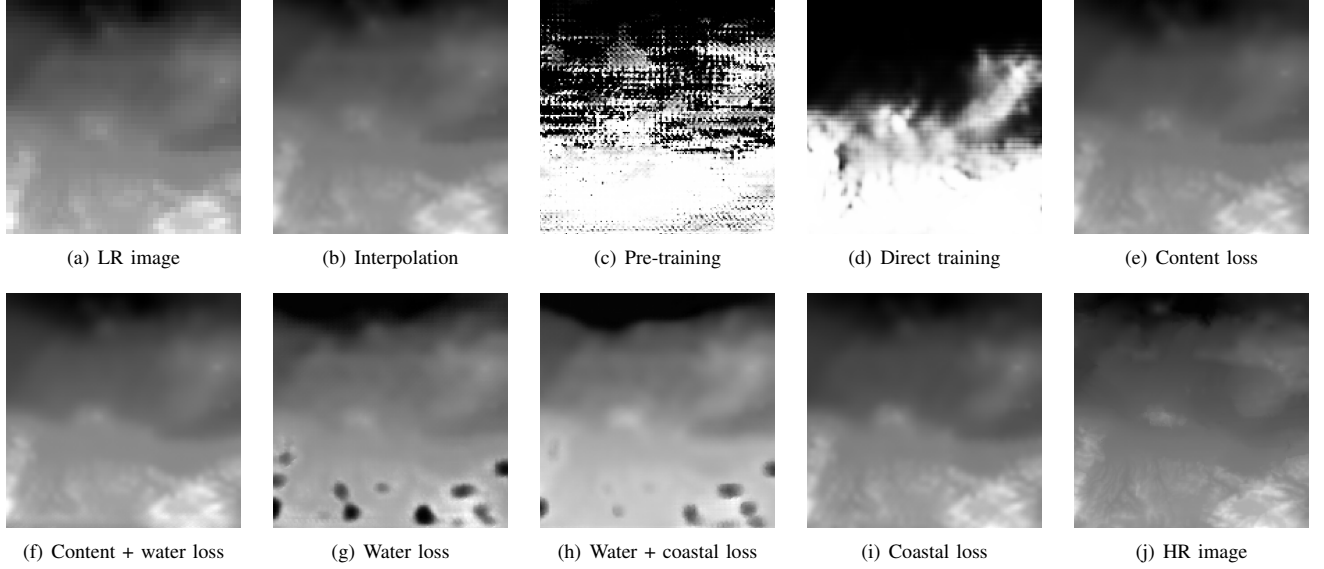 (a) LR image
(b) Interpolation
(c) Pre-training
(d) Direct training
(e) Content loss
(f) Content + water loss
(g) Water loss
(h) Water + coastal loss
(i) Coastal loss
(j) HR image